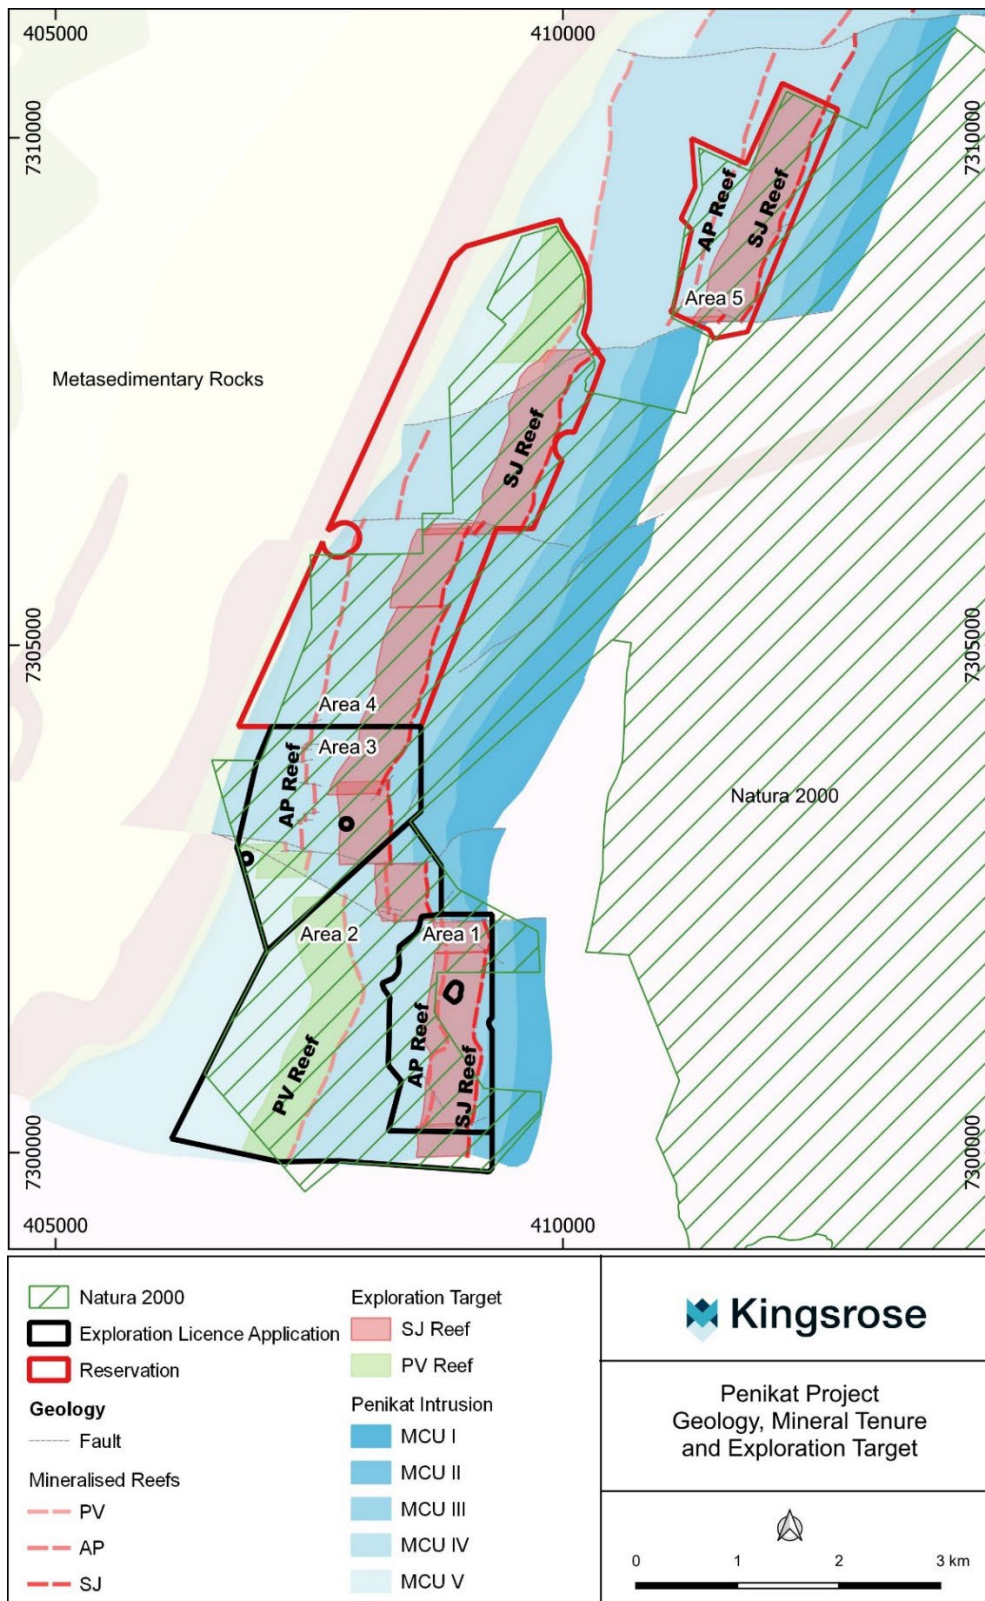 405000
410000
7310000
7310000
AP Reef
SJ Reef
Area 5
Metasedimentary Rocks
SJ Reef
7305000
7305000
Area 4
Area 3
AP Reef
Natura 2000
Area 2
Area 1
PV Reef
AP Reef
SJ Reef
7300000
7300000
405000
410000
Natura 2000
Exploration Licence Application
Reservation
Geology
Fault
Mineralised Reefs
PV
AP
SJ
Exploration Target
SJ Reef
PV Reef
Penikat Intrusion
MCU I
MCU II
MCU III
MCU IV
MCU V
Kingsrose
Penikat Project
Geology, Mineral Tenure
and Exploration Target
0 1 2 3 km